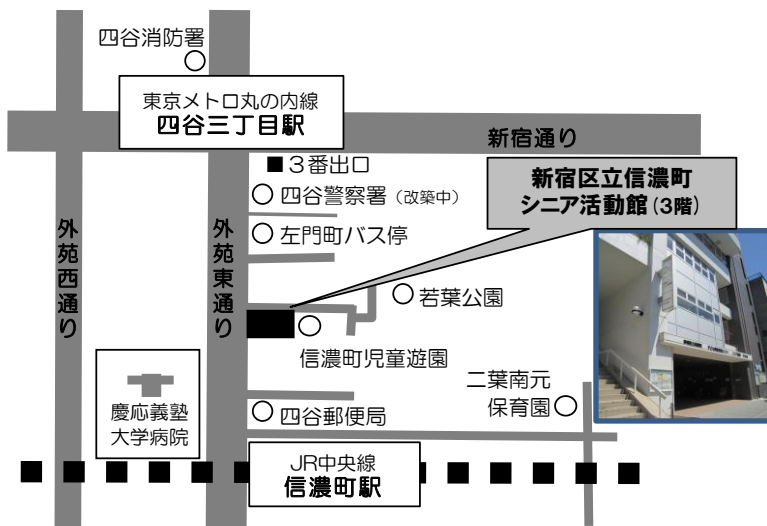 四谷消防署
東京メトロ丸の内線
四谷三丁目駅
新宿通り
■3番出口
四谷警察署（改築中）
新宿区立信濃町
シニア活動館(3階)
左門町バス停
外苑西通り
外苑東通り
若葉公園
信濃町児童遊園
二葉南元
保育園
慶応義塾
大学病院
四谷郵便局
JR中央線
信濃町駅